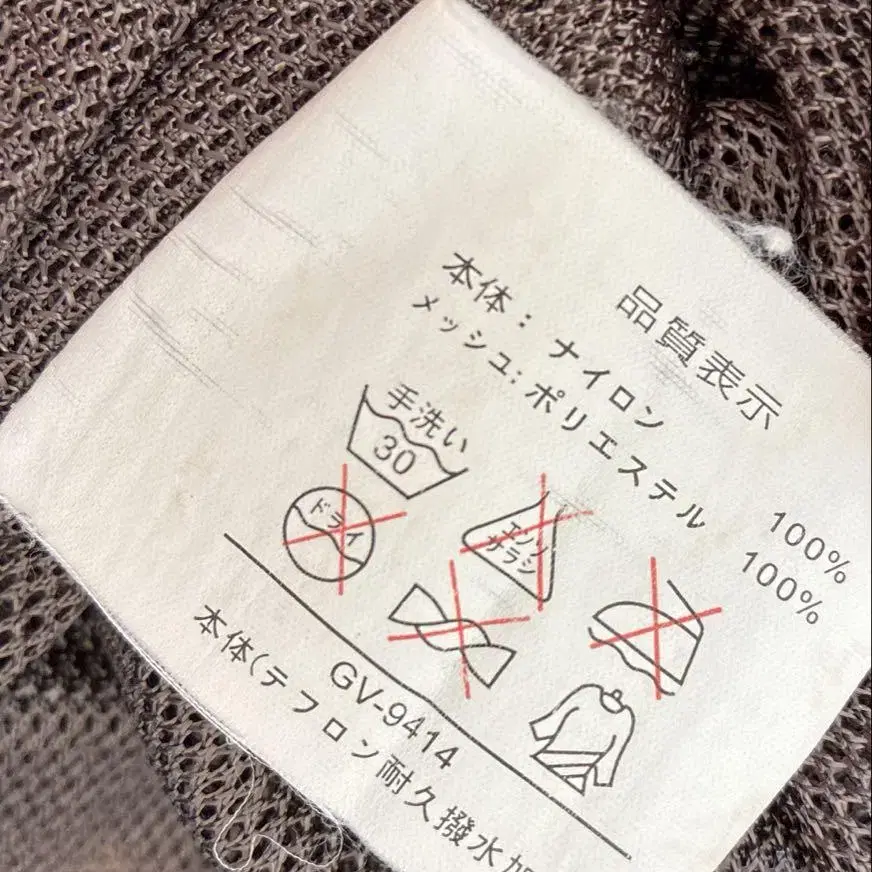 品質表示
本体： ナイロン 100%
メッシュ: ポリエステル 100%
手洗い
30
エンソ
サラシ
ドライ
GV-9414
本体(テフロン耐久撥水加